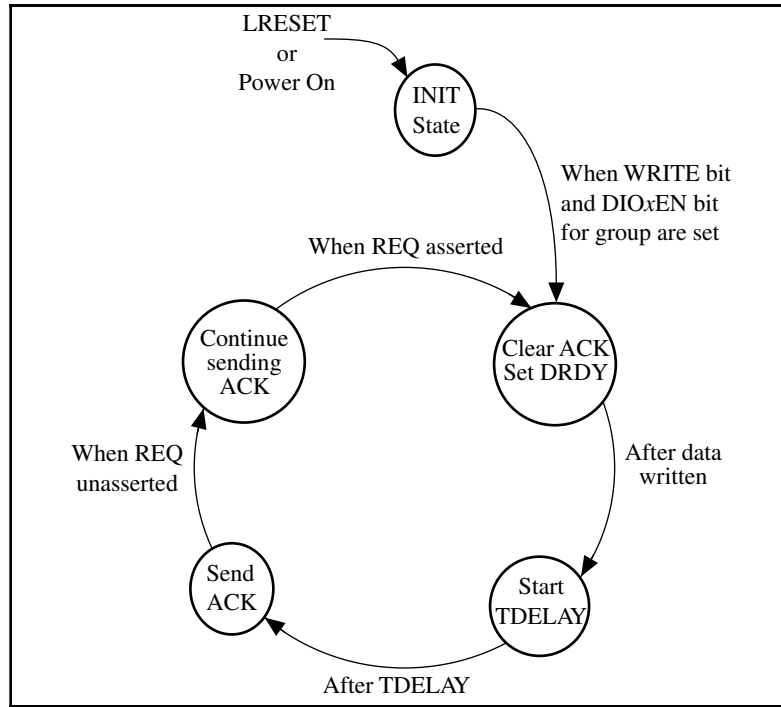 LRESET
or
Power On
INIT
State
When WRITE bit
and DIOxEN bit
for group are set
When REQ asserted
Continue
sending
ACK
Clear ACK
Set DRDY
When REQ
unasserted
After data
written
Send
ACK
Start
TDELAY
After TDELAY